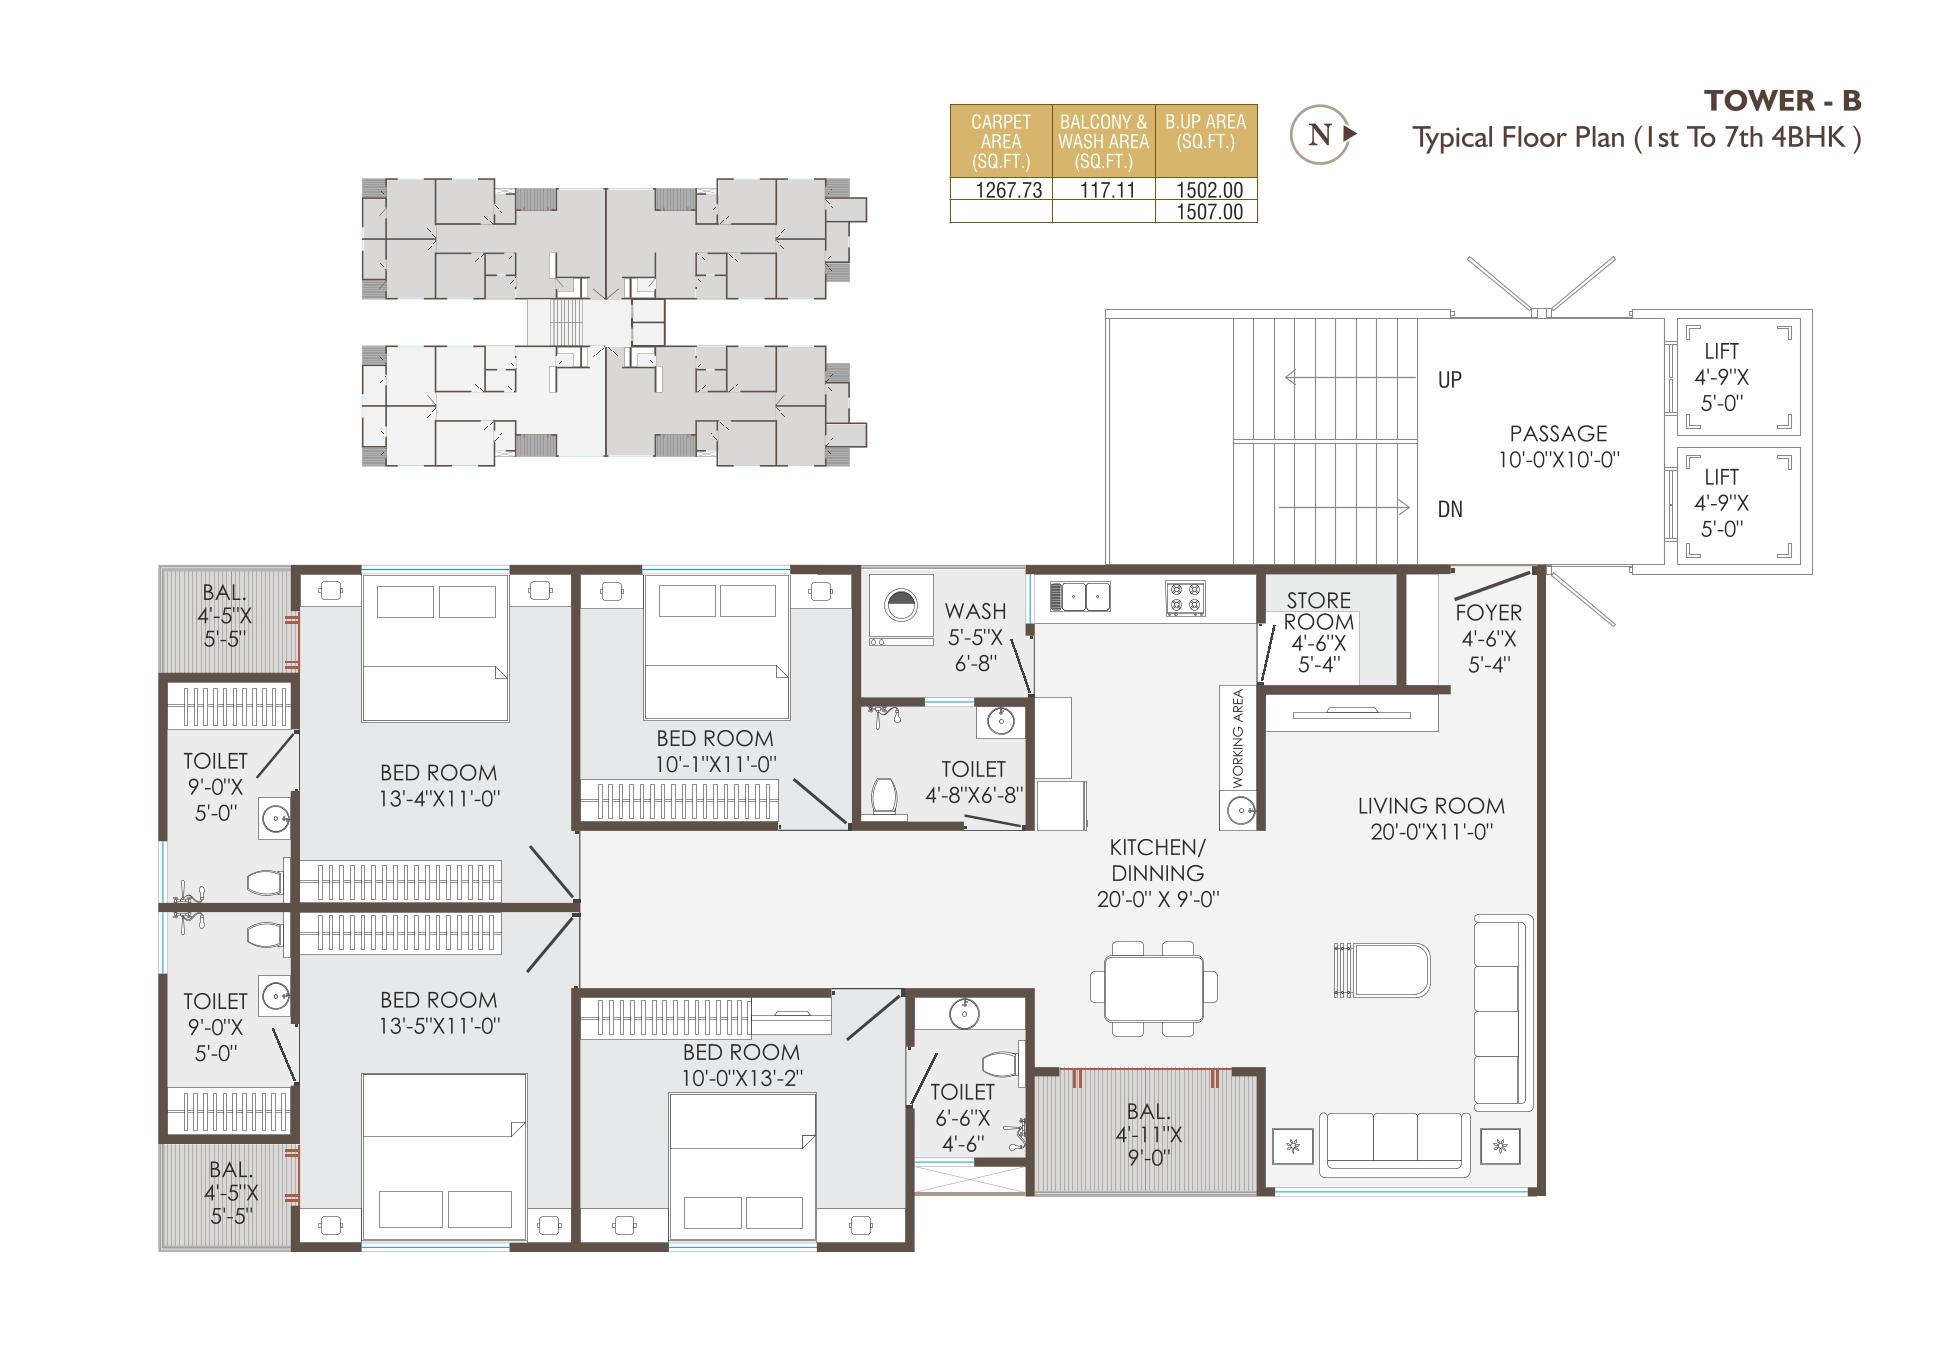 TOWER - B
Typical Floor Plan (1st To 7th 4BHK )
N
CARPET
AREA
(SQ.FT.)
BALCONY &
WASH AREA
(SQ.FT.)
B.UP AREA
(SQ.FT.)
1267.73
117.11
1502.00
1507.00
UP
DN
PASSAGE
10'-0"X10'-0"
LIFT
4'-9"X
5'-0"
LIFT
4'-9"X
5'-0"
BAL.
4'-5"X
5'-5"
BED ROOM
13'-4"X11'-0"
BED ROOM
10'-1"X11'-0"
WASH
5'-5"X
6'-8"
STORE
ROOM
4'-6"X
5'-4"
FOYER
4'-6"X
5'-4"
TOILET
9'-0"X
5'-0"
TOILET
4'-8"X6'-8"
WORKING AREA
LIVING ROOM
20'-0"X11'-0"
KITCHEN/
DINNING
20'-0" X 9'-0"
TOILET
9'-0"X
5'-0"
BED ROOM
13'-5"X11'-0"
BED ROOM
10'-0"X13'-2"
TOILET
6'-6"X
4'-6"
BAL.
4'-11"X
9'-0"
BAL.
4'-5"X
5'-5"